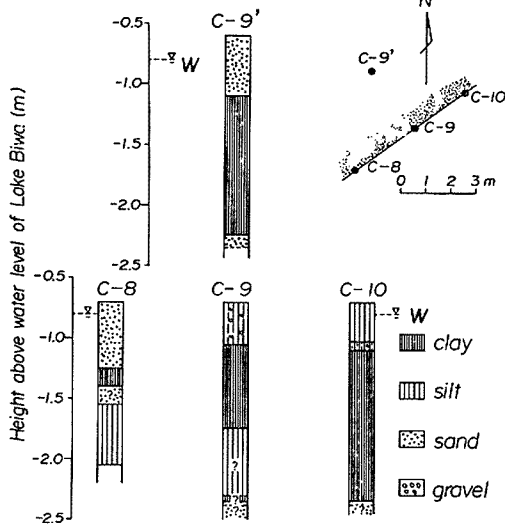 Height above water level of Lake Biwa (m)
C-9'
-0.5
-1.0
-1.5
-2.0
-2.5
W
N
C-9'
C-10
C-9
C-8
0 1 2 3 m
C-8
C-9
C-10
-0.5
-1.0
-1.5
-2.0
-2.5
W
?
?
?
?
?
clay
silt
sand
gravel